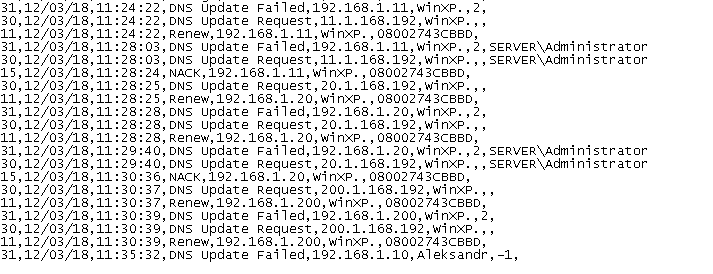 31,12/03/18,11:24:22,DNS Update Failed,192.168.1.11,WinXP.,2,
30,12/03/18,11:24:22,DNS Update Request,11.1.168.192,WinXP.,,
11,12/03/18,11:24:22,Renew,192.168.1.11,WinXP.,08002743CBBD,
31,12/03/18,11:28:03,DNS Update Failed,192.168.1.11,WinXP.,2,SERVER\Administrator
30,12/03/18,11:28:03,DNS Update Request,11.1.168.192,WinXP.,,SERVER\Administrator
15,12/03/18,11:28:24,NACK,192.168.1.11,WinXP.,08002743CBBD,
30,12/03/18,11:28:25,DNS Update Request,20.1.168.192,WinXP.,,
11,12/03/18,11:28:25,Renew,192.168.1.20,WinXP.,08002743CBBD,
31,12/03/18,11:28:28,DNS Update Failed,192.168.1.20,WinXP.,2,
30,12/03/18,11:28:28,DNS Update Request,20.1.168.192,WinXP.,,
11,12/03/18,11:28:28,Renew,192.168.1.20,WinXP.,08002743CBBD,
31,12/03/18,11:29:40,DNS Update Failed,192.168.1.20,WinXP.,2,SERVER\Administrator
30,12/03/18,11:29:40,DNS Update Request,20.1.168.192,WinXP.,,SERVER\Administrator
15,12/03/18,11:30:36,NACK,192.168.1.20,WinXP.,08002743CBBD,
30,12/03/18,11:30:37,DNS Update Request,200.1.168.192,WinXP.,,
11,12/03/18,11:30:37,Renew,192.168.1.200,WinXP.,08002743CBBD,
31,12/03/18,11:30:39,DNS Update Failed,192.168.1.200,WinXP.,2,
30,12/03/18,11:30:39,DNS Update Request,200.1.168.192,WinXP.,,
11,12/03/18,11:30:39,Renew,192.168.1.200,WinXP.,08002743CBBD,
31,12/03/18,11:35:32,DNS Update Failed,192.168.1.10,Aleksandr,-1,